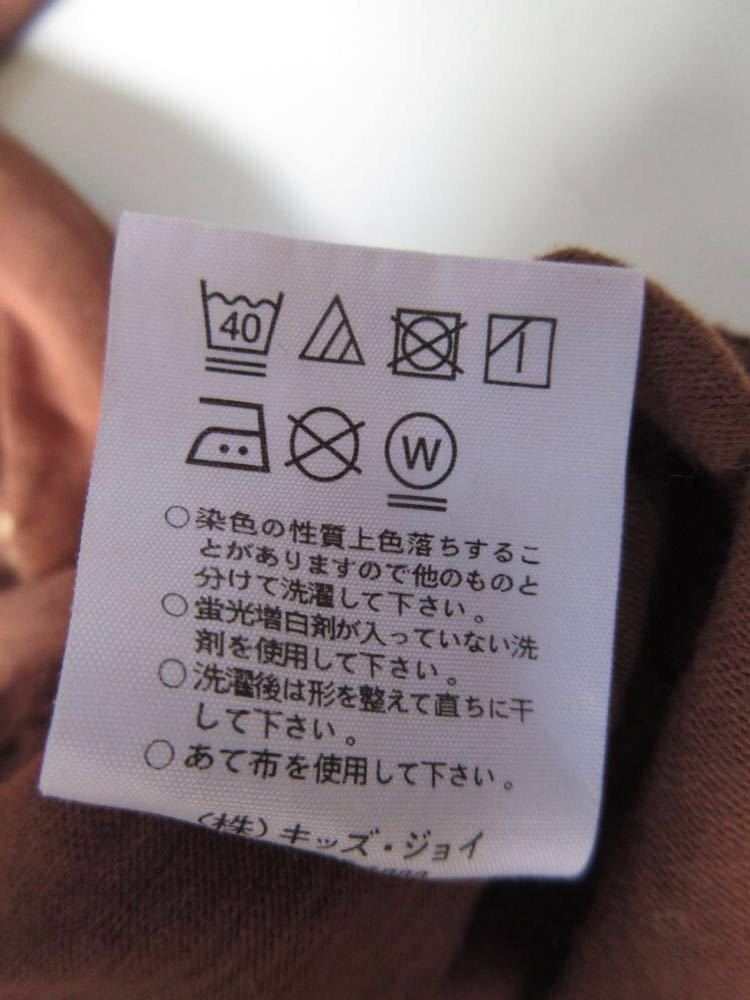 40
W
○染色の性質上色落ちするこ
とがありますので他のものと
分けて洗濯して下さい。
○蛍光増白剤が入っていない洗
剤を使用して下さい。
○洗濯後は形を整えて直ちに干
して下さい。
○あて布を使用して下さい。
(株)キッズ・ジョイ